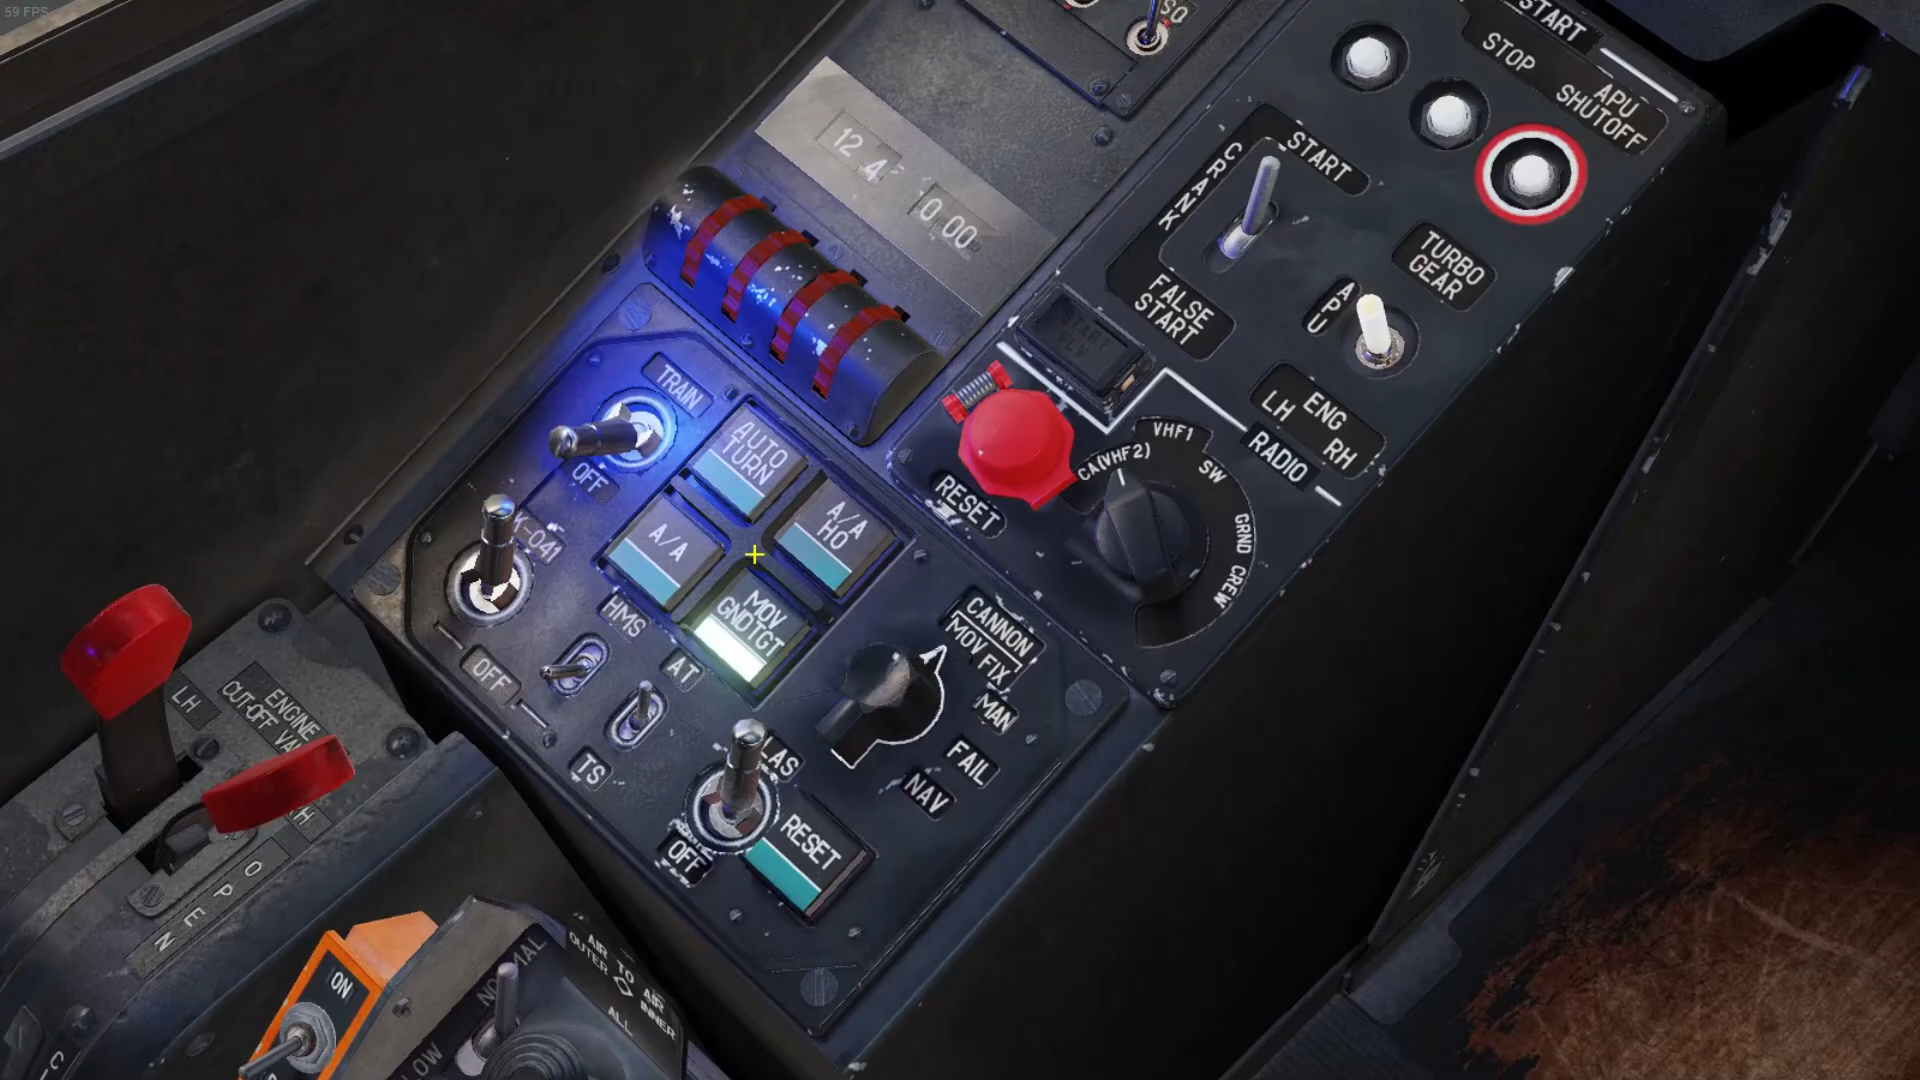 59 FPS
START
STOP
APU
SHUTOFF
START
CRANK
FALSE
START
TURBO
GEAR
APU
ENG
LH RH
12 4
0 00
TRAIN
OFF
AUTO
TURN
A/A
A/A
HO
MOV
GNDTGT
K-041
OFF
HMS
AT
TS
RESET
RADIO
CA(VHF2)
VHF1
SW
GRND CREW
CANNON
MOV FIX
MAN
FAIL
NAV
OFF
RESET
LH
ENGINE
CUT-OFF
OPEN
ON
AIR TO AIR
OUTER INNER
ALL